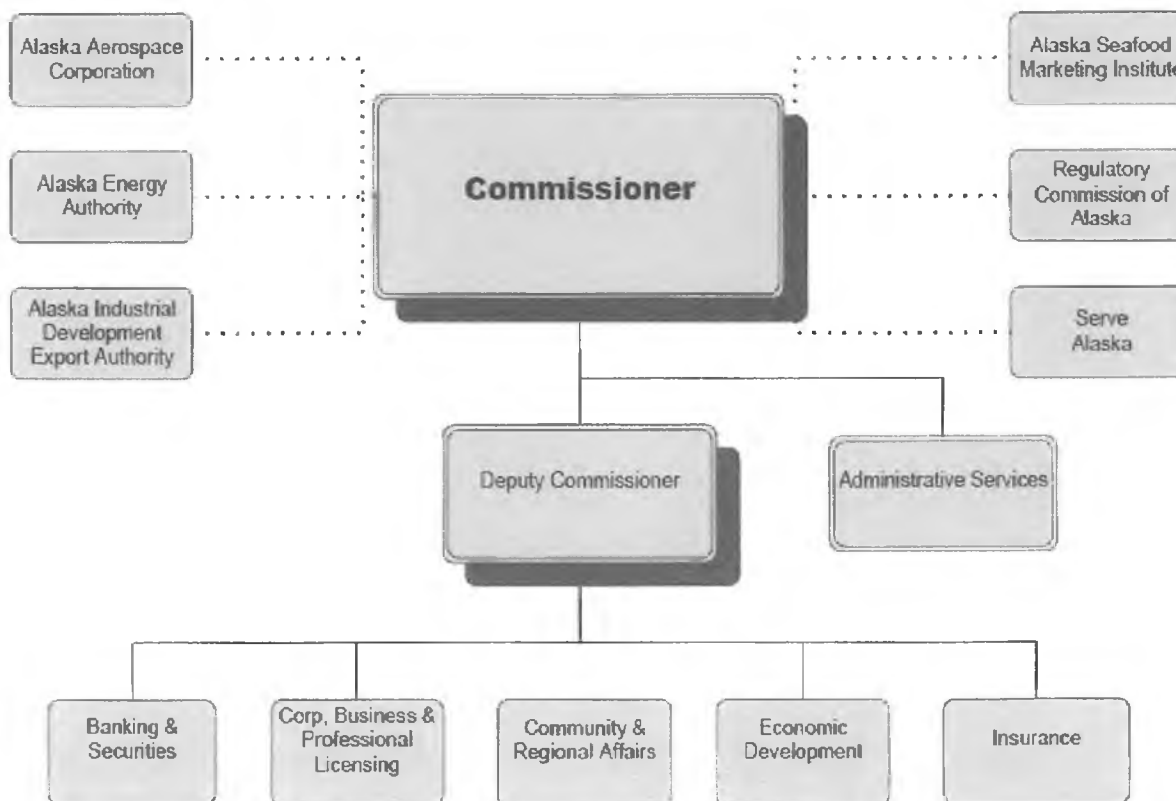 Alaska Aerospace
Corporation
Alaska Seafood
Marketing Institute
Commissioner
Alaska Energy
Authority
Regulatory
Commission of
Alaska
Alaska Industrial
Development
Export Authority
Serve
Alaska
Deputy Commissioner
Administrative Services
Banking &
Securities
Corp, Business &
Professional
Licensing
Community &
Regional Affairs
Economic
Development
Insurance